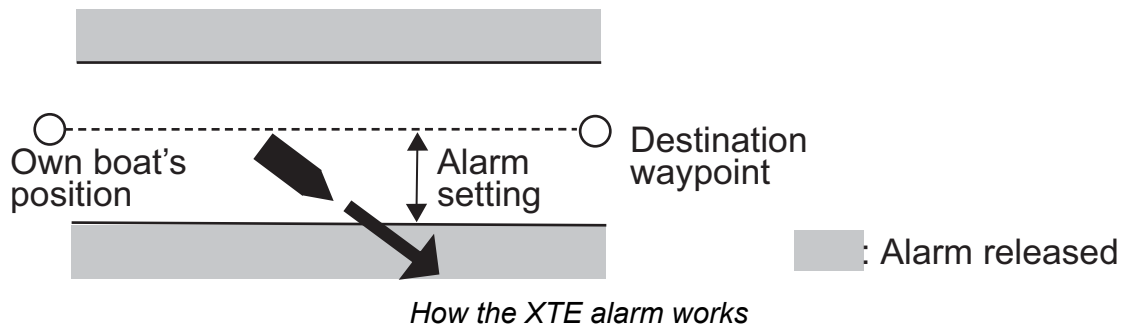 Own boat's
position
Alarm
setting
Destination
waypoint
: Alarm released
How the XTE alarm works